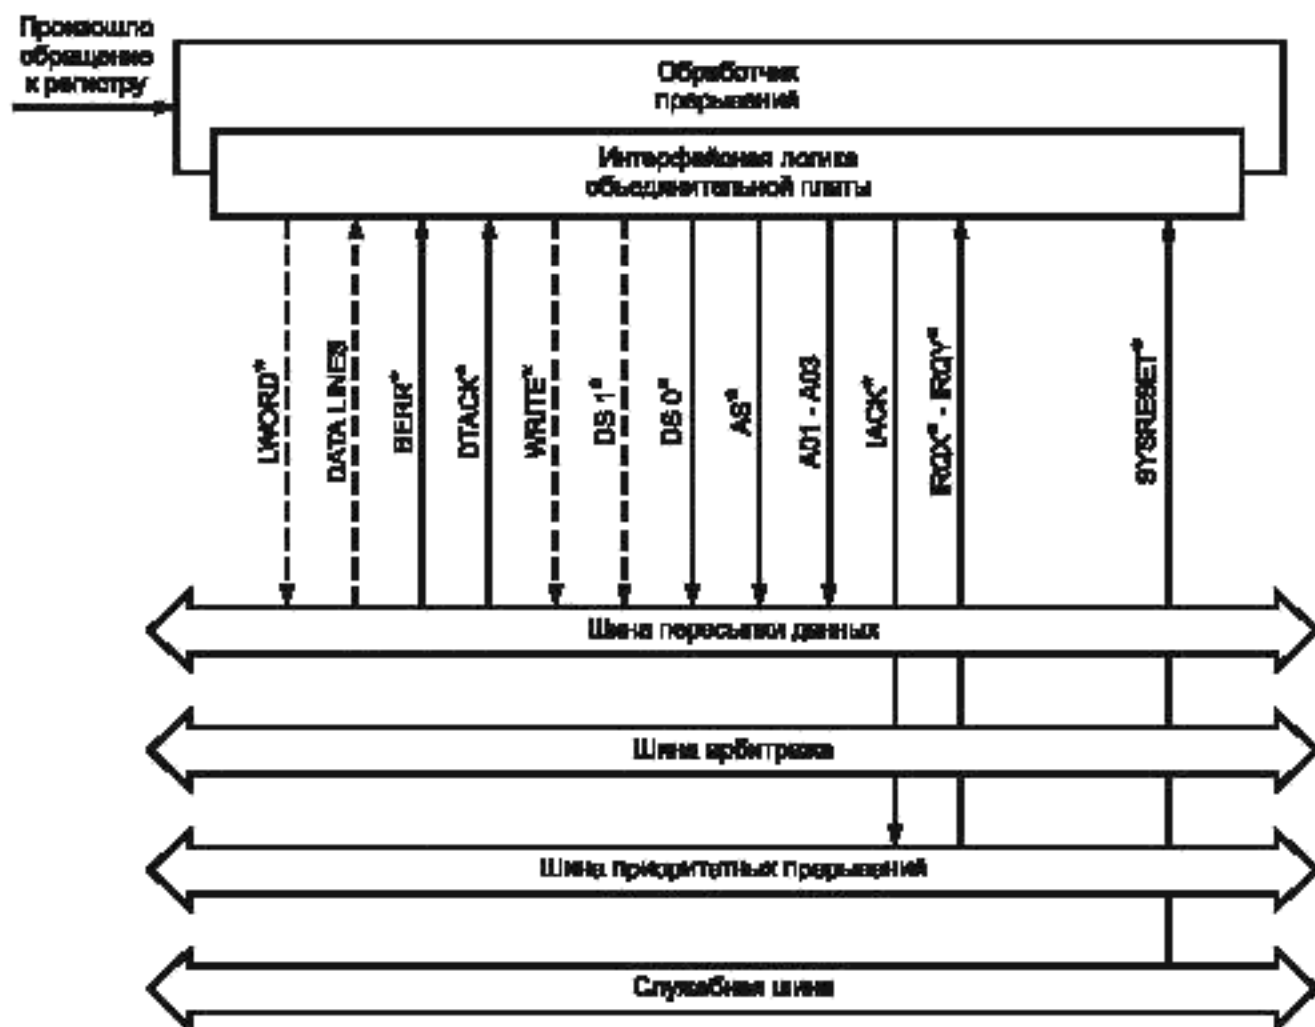 Произошло
обращение
к регистру
Обработчик
прерываний
Интерфейсная логика
объединительной платы
LWORD*
DATA LINES
BERR*
DTACK*
WRITE*
DS 1*
DS 0*
AS*
A01 - A03
IACK*
IRQX* - IRQY*
SYSRESET*
Шина пересылки данных
Шина арбитража
Шина приоритетных прерываний
Служебная шина